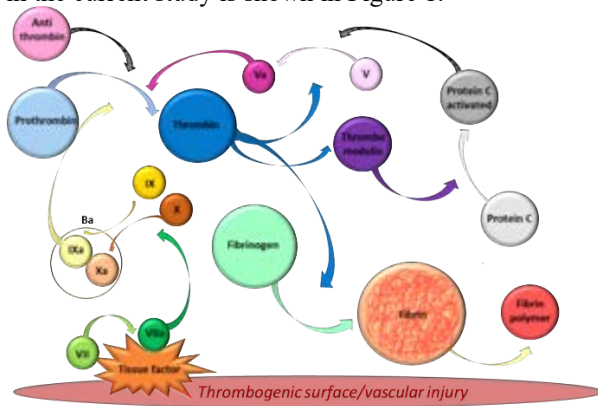 in the current study is shown in Figure 1.
Anti
thrombin
Va
V
Protein C
activated
Prothrombin
Thrombin
Thrombo
modulin
IX
X
Ba
IXa
Xa
Protein C
Fibrinogen
Fibrin
Fibrin
polymer
VII
VIIa
Tissue factor
Thrombogenic surface/vascular injury